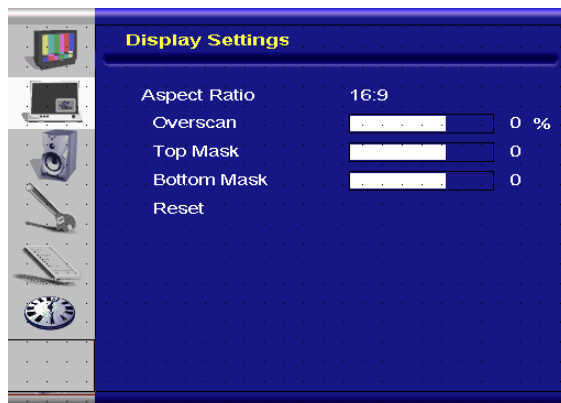 Display Settings
Aspect Ratio 16:9
Overscan 0 %
Top Mask 0
Bottom Mask 0
Reset